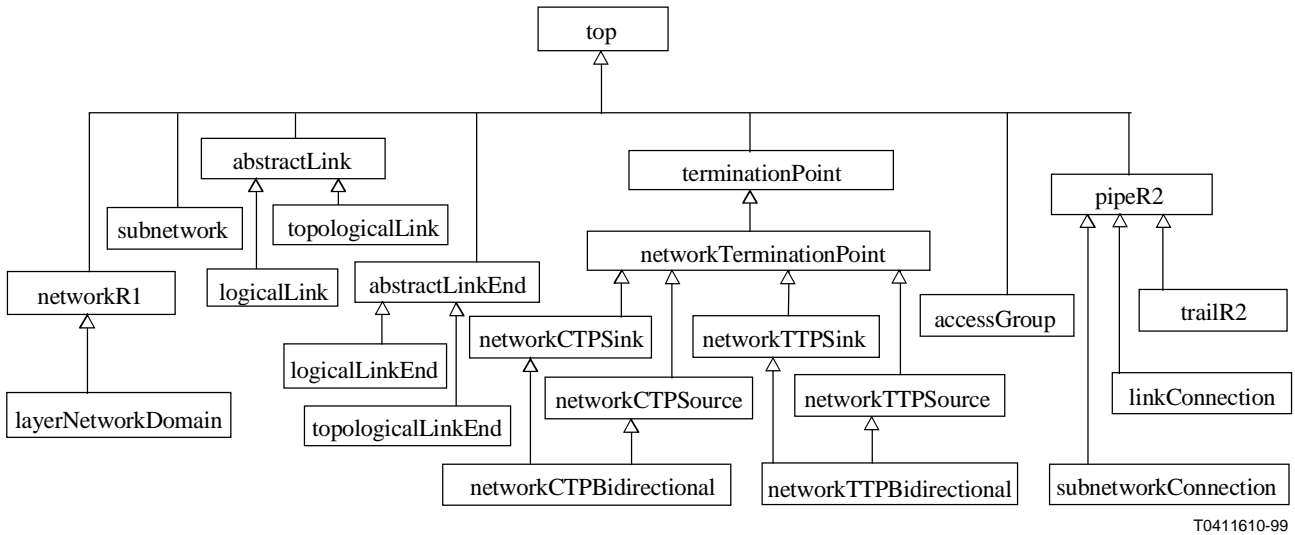 top
abstractLink
terminationPoint
pipeR2
subnetwork
topologicalLink
networkTerminationPoint
networkR1
logicalLink
abstractLinkEnd
accessGroup
trailR2
networkCTPSink
networkTTPSink
logicalLinkEnd
networkCTPSource
networkTTPSource
linkConnection
layerNetworkDomain
topologicalLinkEnd
networkCTPBidirectional
networkTTPBidirectional
subnetworkConnection
T0411610-99